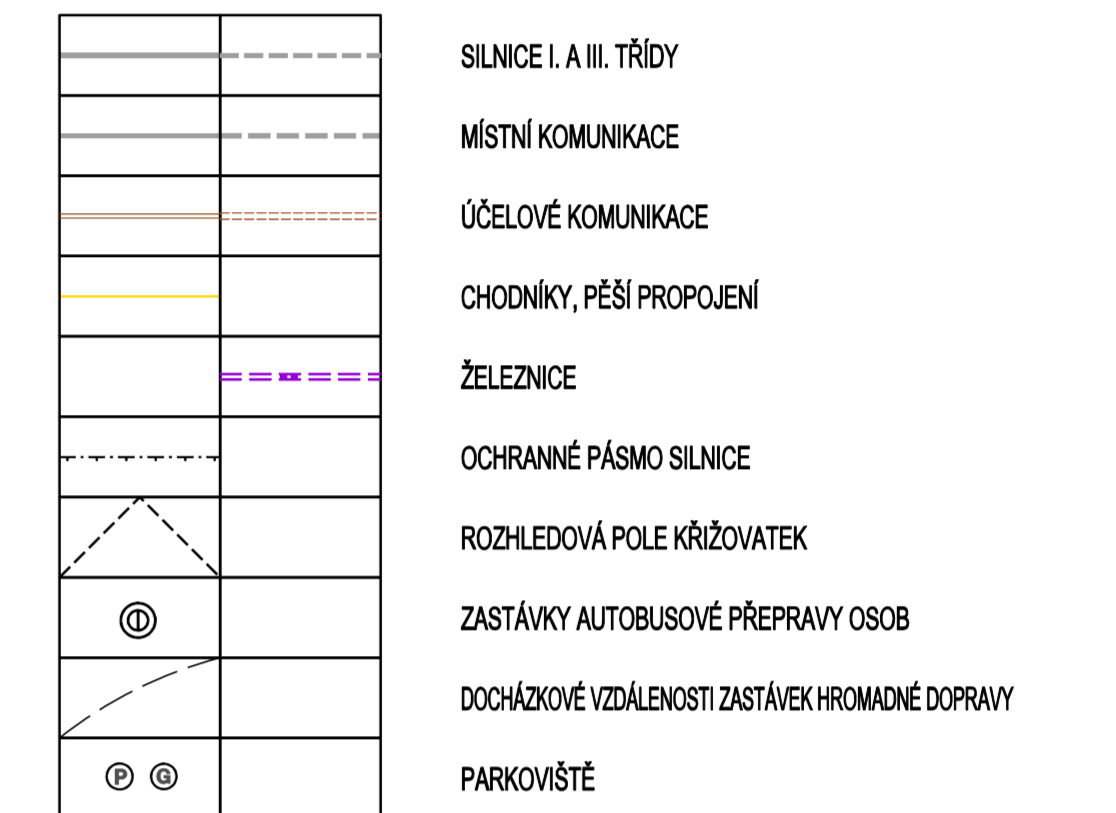 SILNICE I. A III. TŘÍDY
MÍSTNÍ KOMUNIKACE
ÚČELOVÉ KOMUNIKACE
CHODNÍKY, PĚŠÍ PROPOJENÍ
ŽELEZNICE
OCHRANNÉ PÁSMO SILNICE
ROZHLEDOVÁ POLE KŘIŽOVATEK
ZASTÁVKY AUTOBUSOVÉ PŘEPRAVY OSOB
DOCHÁZKOVÉ VZDÁLENOSTI ZASTÁVEK HROMADNÉ DOPRAVY
P G PARKOVIŠTĚ